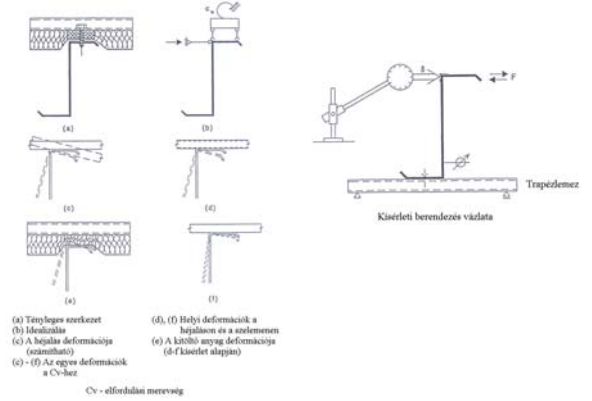 (a)
(b)
(c)
(d)
(e)
(f)
(a) Tényleges szerkezet
(b) Idealizálás
(c) A héjalás deformációja
(számítható)
(c) - (f) Az egyes deformációk
a Cv-hez
(d), (f) Helyi deformációk a
héjaláson és a szelemenen
(e) A kitöltő anyag deformációja
(d-f kísérlet alapján)
Cv - elfordulási merevség
F
Trapézlemez
Kísérleti berendezés vázlata